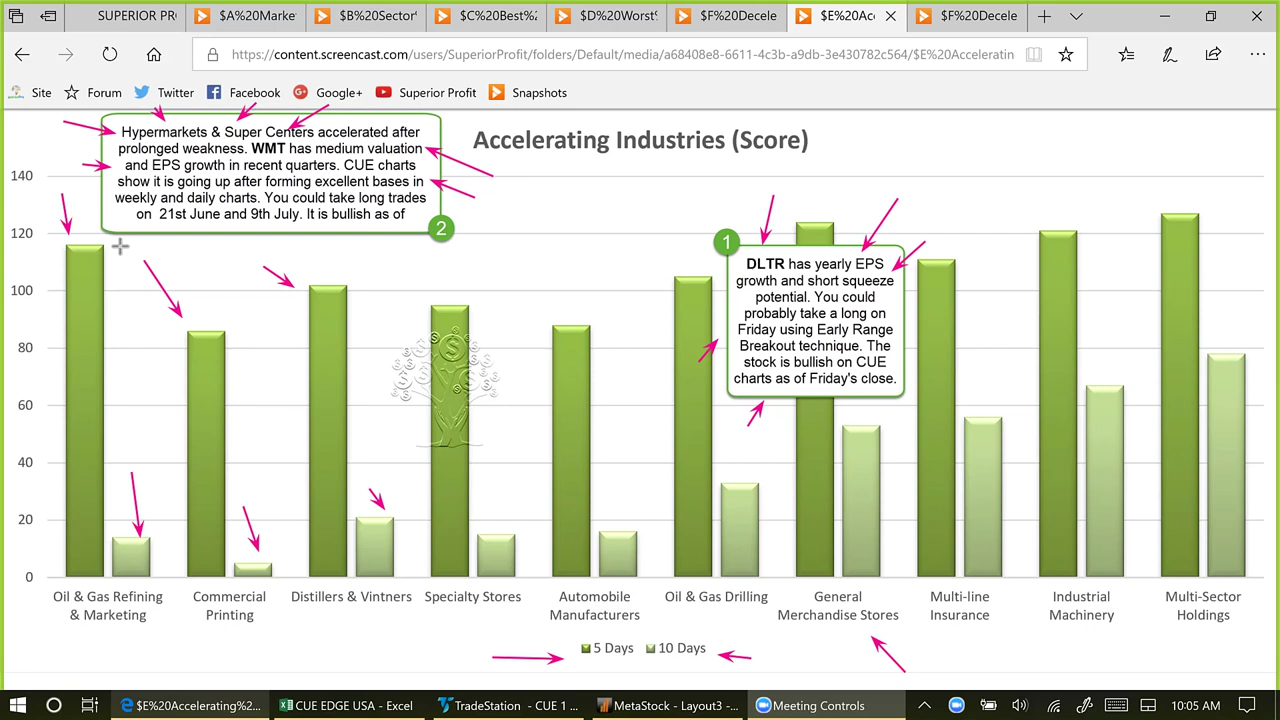 SUPERIOR PR
$A%20Marke
$B%20Sector
$C%20Best%
$D%20Worst%
$F%20Decele
$E%20Ac
$F%20Decele
https://content.screencast.com/users/SuperiorProfit/folders/Default/media/a68408e8-6611-4c3b-a9db-3e430782c564/$E%20Acceleratin
Site
Forum
Twitter
Facebook
Google+
Superior Profit
Snapshots
Accelerating Industries (Score)
Hypermarkets & Super Centers accelerated after
prolonged weakness. WMT has medium valuation
and EPS growth in recent quarters. CUE charts
show it is going up after forming excellent bases in
weekly and daily charts. You could take long trades
on 21st June and 9th July. It is bullish as of
2
1
DLTR has yearly EPS
growth and short squeeze
potential. You could
probably take a long on
Friday using Early Range
Breakout technique. The
stock is bullish on CUE
charts as of Friday's close.
140
120
100
80
60
40
20
0
Oil & Gas Refining
& Marketing
Commercial
Printing
Distillers & Vintners
Specialty Stores
Automobile
Manufacturers
Oil & Gas Drilling
General
Merchandise Stores
Multi-line
Insurance
Industrial
Machinery
Multi-Sector
Holdings
5 Days
10 Days
$E%20Accelerating%2...
CUE EDGE USA - Excel
TradeStation - CUE 1 ...
MetaStock - Layout3 - ...
Meeting Controls
10:05 AM